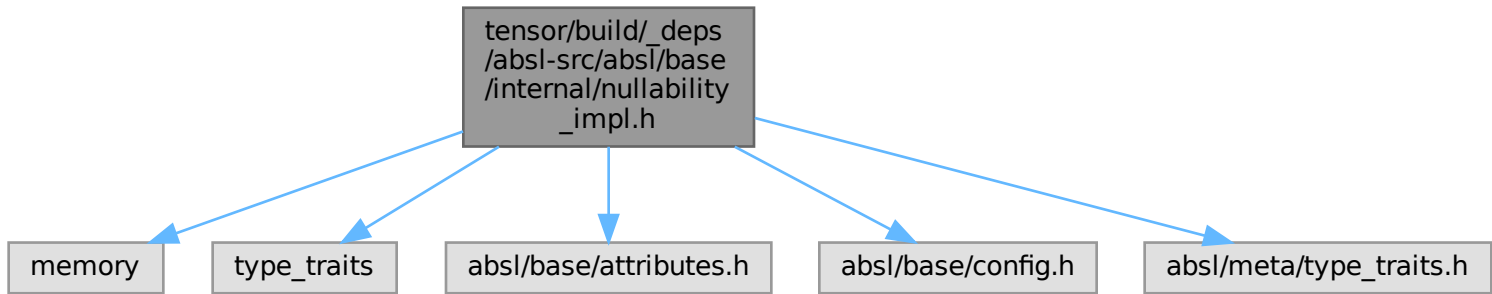 tensor/build/_deps
/absl-src/absl/base
/internal/nullability
_impl.h
memory
type_traits
absl/base/attributes.h
absl/base/config.h
absl/meta/type_traits.h